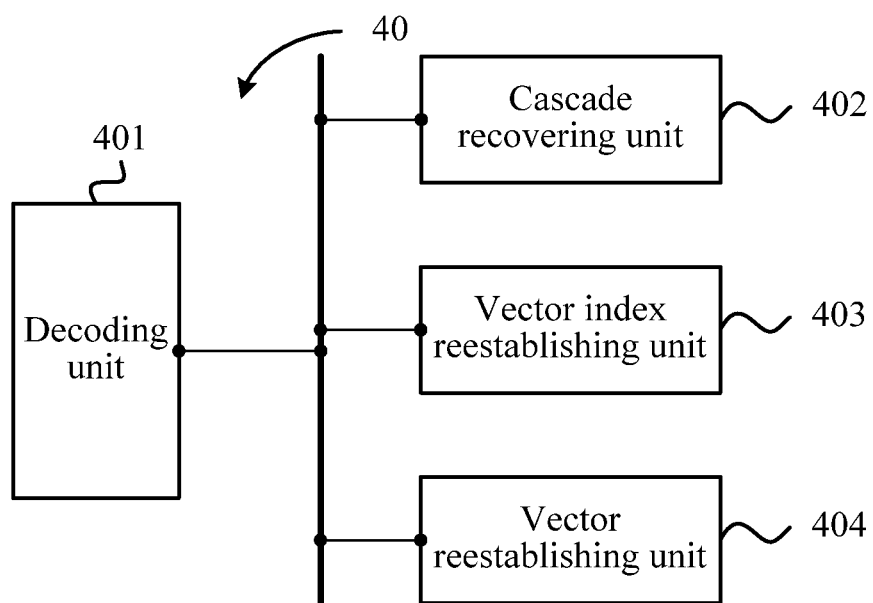 40
Cascade
recovering unit
402
401
Decoding
unit
Vector index
reestablishing unit
403
Vector
reestablishing unit
404